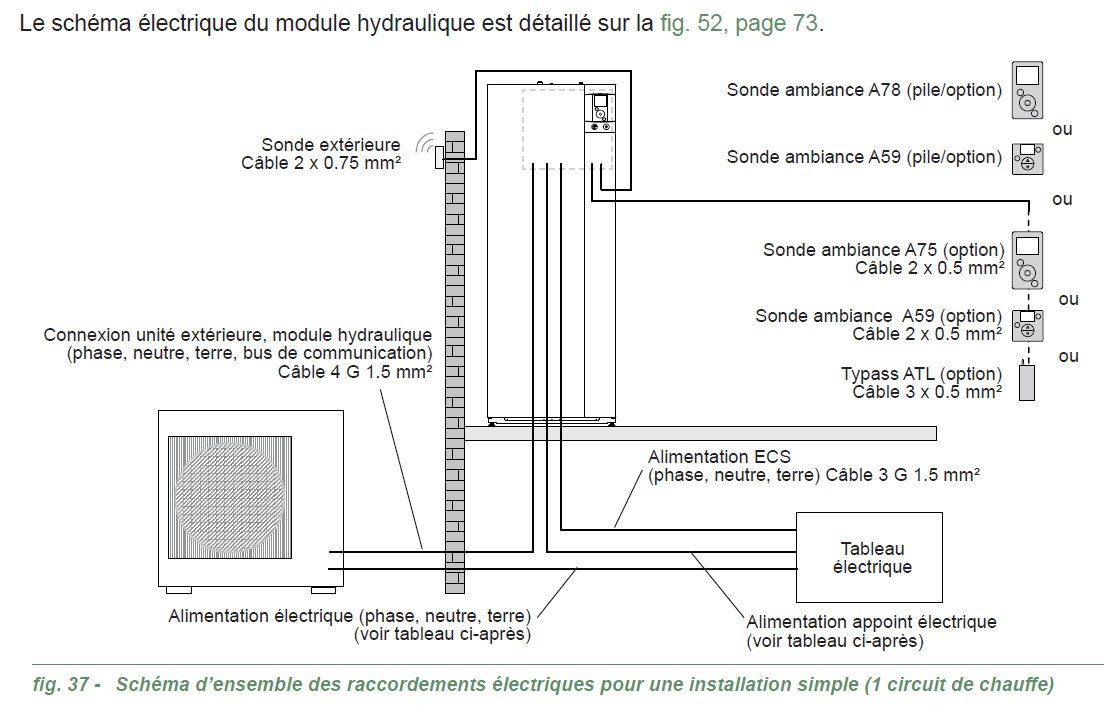 Le schéma électrique du module hydraulique est détaillé sur la fig. 52, page 73.
Sonde ambiance A78 (pile/option)
ou
Sonde extérieure
Câble 2 x 0.75 mm²
Sonde ambiance A59 (pile/option)
ou
Sonde ambiance A75 (option)
Câble 2 x 0.5 mm²
ou
Sonde ambiance A59 (option)
Câble 2 x 0.5 mm²
ou
Typass ATL (option)
Câble 3 x 0.5 mm²
Connexion unité extérieure, module hydraulique
(phase, neutre, terre, bus de communication)
Câble 4 G 1.5 mm²
Alimentation ECS
(phase, neutre, terre) Câble 3 G 1.5 mm²
Tableau
électrique
Alimentation électrique (phase, neutre, terre)
(voir tableau ci-après)
Alimentation appoint électrique
(voir tableau ci-après)
fig. 37 - Schéma d’ensemble des raccordements électriques pour une installation simple (1 circuit de chauffe)